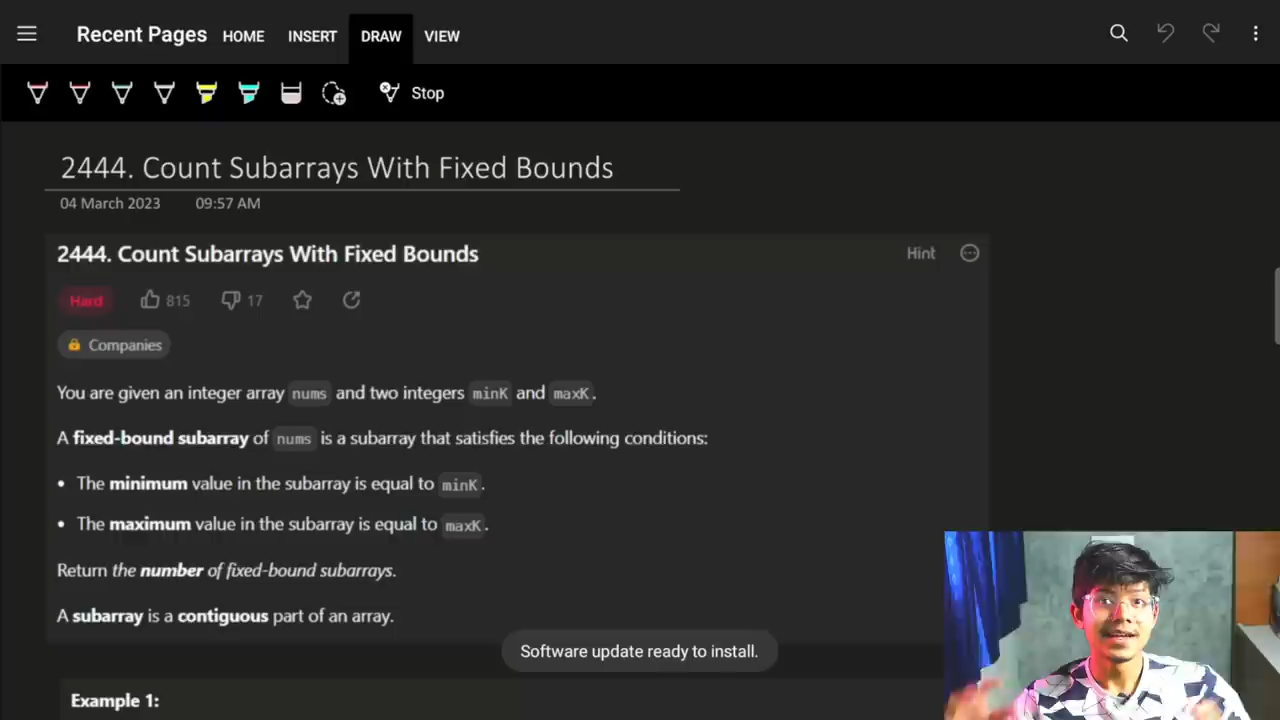 Recent Pages HOME INSERT DRAW VIEW
Stop
2444. Count Subarrays With Fixed Bounds
04 March 2023 09:57 AM
2444. Count Subarrays With Fixed Bounds Hint
Hard 815 17
Companies
You are given an integer array nums and two integers minK and maxK.
A fixed-bound subarray of nums is a subarray that satisfies the following conditions:
• The minimum value in the subarray is equal to minK.
• The maximum value in the subarray is equal to maxK.
Return the number of fixed-bound subarrays.
A subarray is a contiguous part of an array.
Software update ready to install.
Example 1: